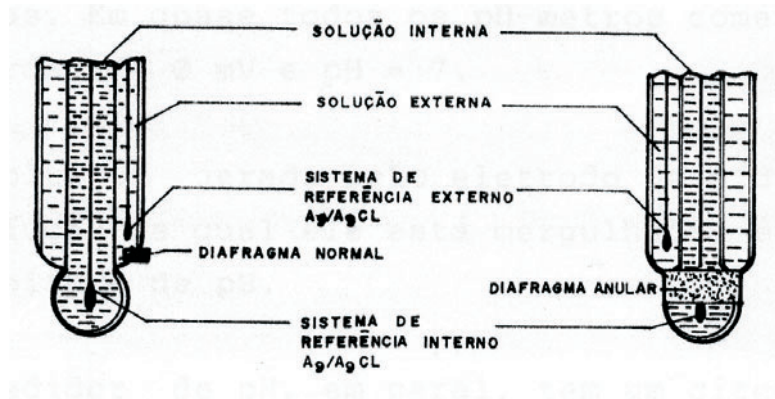 SOLUÇÃO INTERNA
SOLUÇÃO EXTERNA
SISTEMA DE
REFERÊNCIA EXTERNO
Ag/AgCL
DIAFRAGNA NORMAL
DIAFRAGMA ANULAR
SISTEMA DE
REFERÊNCIA INTERNO
Ag/AgCL